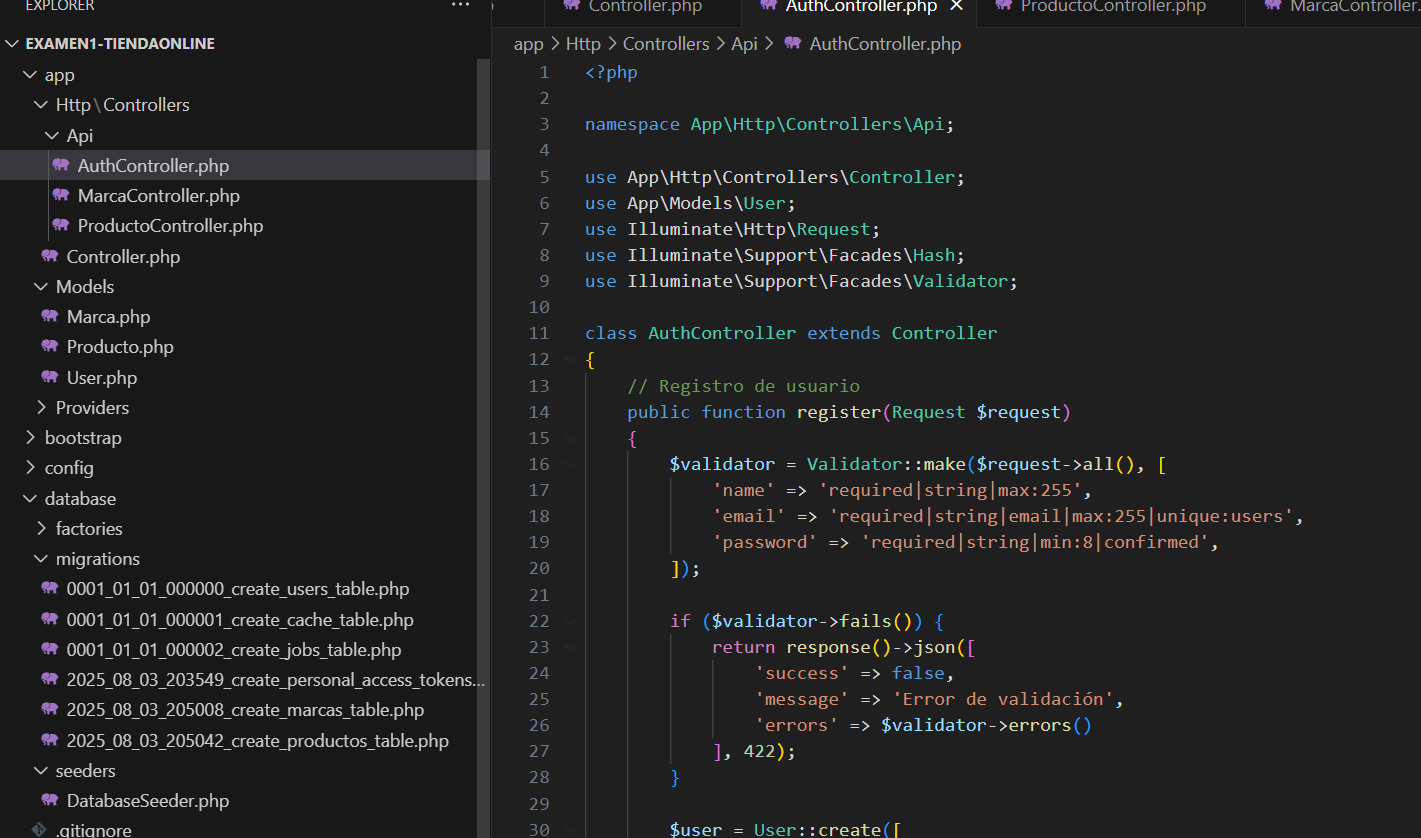 EXPLORER
...
EXAMEN1-TIENDAONLINE
app
Http\Controllers
Api
AuthController.php
MarcaController.php
ProductoController.php
Controller.php
Models
Marca.php
Producto.php
User.php
Providers
bootstrap
config
database
factories
migrations
0001_01_01_000000_create_users_table.php
0001_01_01_000001_create_cache_table.php
0001_01_01_000002_create_jobs_table.php
2025_08_03_203549_create_personal_access_tokens...
2025_08_03_205008_create_marcas_table.php
2025_08_03_205042_create_productos_table.php
seeders
DatabaseSeeder.php
.gitignore
Controller.php AuthController.php × ProductoController.php MarcaController.
app > Http > Controllers > Api > AuthController.php
1 <?php
2
3 namespace App\Http\Controllers\Api;
4
5 use App\Http\Controllers\Controller;
6 use App\Models\User;
7 use Illuminate\Http\Request;
8 use Illuminate\Support\Facades\Hash;
9 use Illuminate\Support\Facades\Validator;
10
11 class AuthController extends Controller
12 {
13 // Registro de usuario
14 public function register(Request $request)
15 {
16 $validator = Validator::make($request->all(), [
17 'name' => 'required|string|max:255',
18 'email' => 'required|string|email|max:255|unique:users',
19 'password' => 'required|string|min:8|confirmed',
20 ]);
21
22 if ($validator->fails()) {
23 return response()->json([
24 'success' => false,
25 'message' => 'Error de validación',
26 'errors' => $validator->errors()
27 ], 422);
28 }
29
30 $user = User::create([